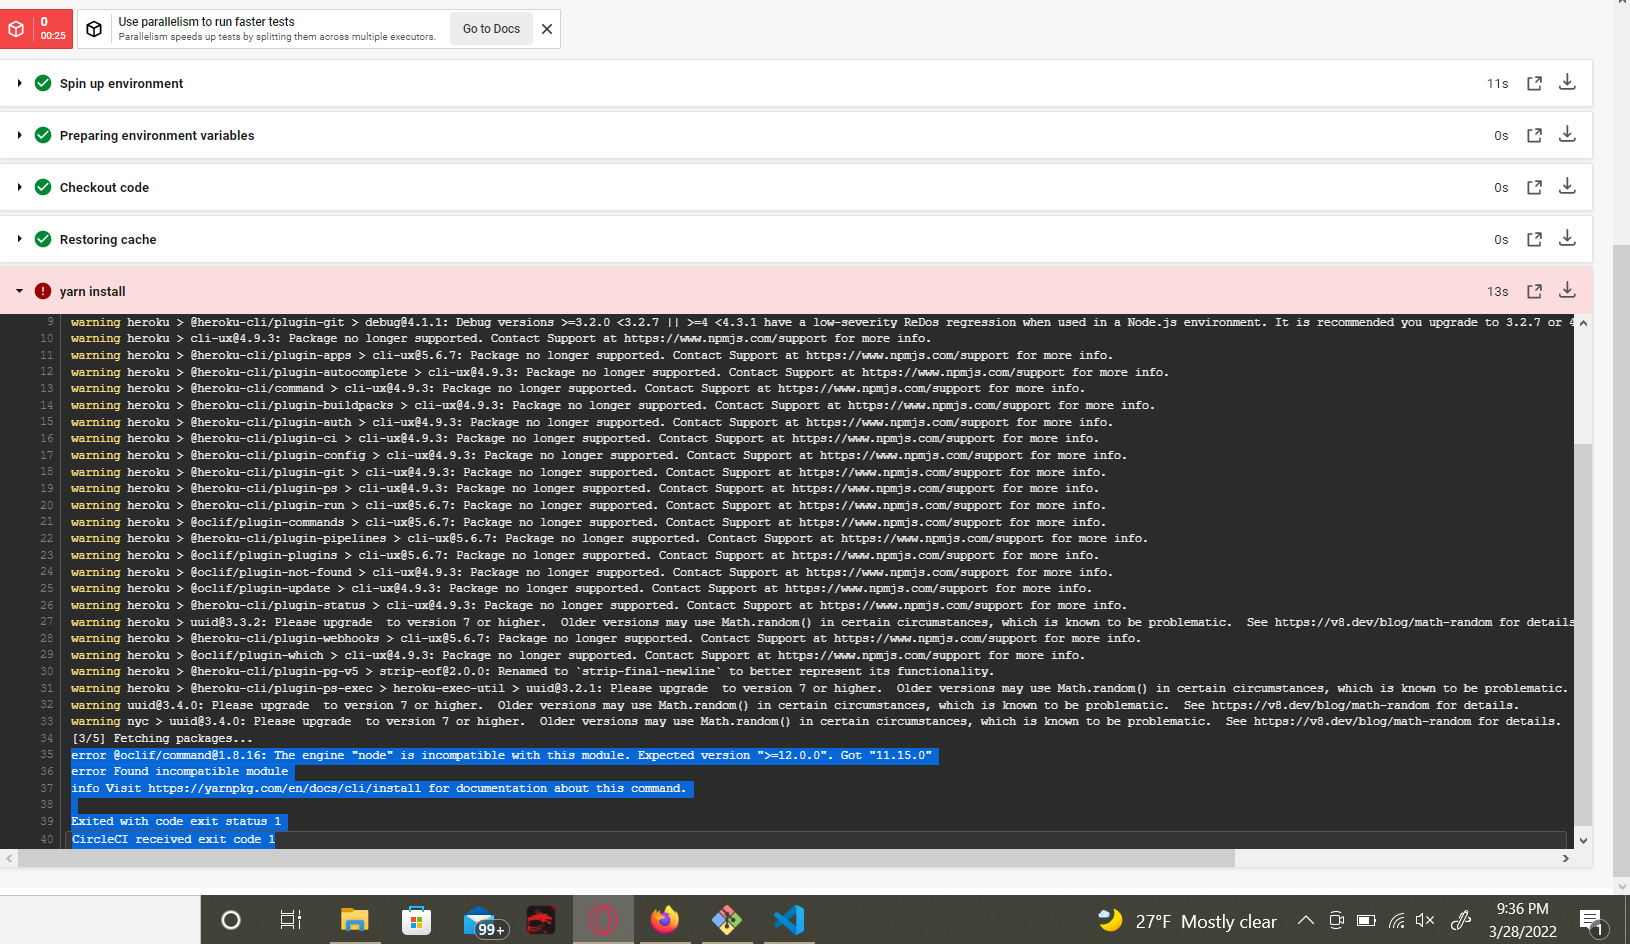 0
00:25
Use parallelism to run faster tests
Parallelism speeds up tests by splitting them across multiple executors.
Go to Docs
Spin up environment
11s
Preparing environment variables
0s
Checkout code
0s
Restoring cache
0s
yarn install
13s
9 warning heroku > @heroku-cli/plugin-git > debug@4.1.1: Debug versions >=3.2.0 <3.2.7 || >=4 <4.3.1 have a low-severity ReDos regression when used in a Node.js environment. It is recommended you upgrade to 3.2.7 or 4
10 warning heroku > cli-ux@4.9.3: Package no longer supported. Contact Support at https://www.npmjs.com/support for more info.
11 warning heroku > @heroku-cli/plugin-apps > cli-ux@5.6.7: Package no longer supported. Contact Support at https://www.npmjs.com/support for more info.
12 warning heroku > @heroku-cli/plugin-autocomplete > cli-ux@4.9.3: Package no longer supported. Contact Support at https://www.npmjs.com/support for more info.
13 warning heroku > @heroku-cli/command > cli-ux@4.9.3: Package no longer supported. Contact Support at https://www.npmjs.com/support for more info.
14 warning heroku > @heroku-cli/plugin-buildpacks > cli-ux@4.9.3: Package no longer supported. Contact Support at https://www.npmjs.com/support for more info.
15 warning heroku > @heroku-cli/plugin-auth > cli-ux@4.9.3: Package no longer supported. Contact Support at https://www.npmjs.com/support for more info.
16 warning heroku > @heroku-cli/plugin-ci > cli-ux@4.9.3: Package no longer supported. Contact Support at https://www.npmjs.com/support for more info.
17 warning heroku > @heroku-cli/plugin-config > cli-ux@4.9.3: Package no longer supported. Contact Support at https://www.npmjs.com/support for more info.
18 warning heroku > @heroku-cli/plugin-git > cli-ux@4.9.3: Package no longer supported. Contact Support at https://www.npmjs.com/support for more info.
19 warning heroku > @heroku-cli/plugin-ps > cli-ux@4.9.3: Package no longer supported. Contact Support at https://www.npmjs.com/support for more info.
20 warning heroku > @heroku-cli/plugin-run > cli-ux@5.6.7: Package no longer supported. Contact Support at https://www.npmjs.com/support for more info.
21 warning heroku > @oclif/plugin-commands > cli-ux@5.6.7: Package no longer supported. Contact Support at https://www.npmjs.com/support for more info.
22 warning heroku > @heroku-cli/plugin-pipelines > cli-ux@5.6.7: Package no longer supported. Contact Support at https://www.npmjs.com/support for more info.
23 warning heroku > @oclif/plugin-plugins > cli-ux@5.6.7: Package no longer supported. Contact Support at https://www.npmjs.com/support for more info.
24 warning heroku > @oclif/plugin-not-found > cli-ux@4.9.3: Package no longer supported. Contact Support at https://www.npmjs.com/support for more info.
25 warning heroku > @oclif/plugin-update > cli-ux@4.9.3: Package no longer supported. Contact Support at https://www.npmjs.com/support for more info.
26 warning heroku > @heroku-cli/plugin-status > cli-ux@4.9.3: Package no longer supported. Contact Support at https://www.npmjs.com/support for more info.
27 warning heroku > uuid@3.3.2: Please upgrade  to version 7 or higher.  Older versions may use Math.random() in certain circumstances, which is known to be problematic.  See https://v8.dev/blog/math-random for details
28 warning heroku > @heroku-cli/plugin-webhooks > cli-ux@5.6.7: Package no longer supported. Contact Support at https://www.npmjs.com/support for more info.
29 warning heroku > @oclif/plugin-which > cli-ux@4.9.3: Package no longer supported. Contact Support at https://www.npmjs.com/support for more info.
30 warning heroku > @heroku-cli/plugin-pg-v5 > strip-eof@2.0.0: Renamed to `strip-final-newline` to better represent its functionality.
31 warning heroku > @heroku-cli/plugin-ps-exec > heroku-exec-util > uuid@3.2.1: Please upgrade  to version 7 or higher.  Older versions may use Math.random() in certain circumstances, which is known to be problematic.
32 warning uuid@3.4.0: Please upgrade  to version 7 or higher.  Older versions may use Math.random() in certain circumstances, which is known to be problematic.  See https://v8.dev/blog/math-random for details.
33 warning nyc > uuid@3.4.0: Please upgrade  to version 7 or higher.  Older versions may use Math.random() in certain circumstances, which is known to be problematic.  See https://v8.dev/blog/math-random for details.
34 [3/5] Fetching packages...
35 error @oclif/command@1.8.16: The engine "node" is incompatible with this module. Expected version ">=12.0.0". Got "11.15.0"
36 error Found incompatible module
37 info Visit https://yarnpkg.com/en/docs/cli/install for documentation about this command.
38
39 Exited with code exit status 1
40 CircleCI received exit code 1
99+
27°F Mostly clear
9:36 PM
3/28/2022
1